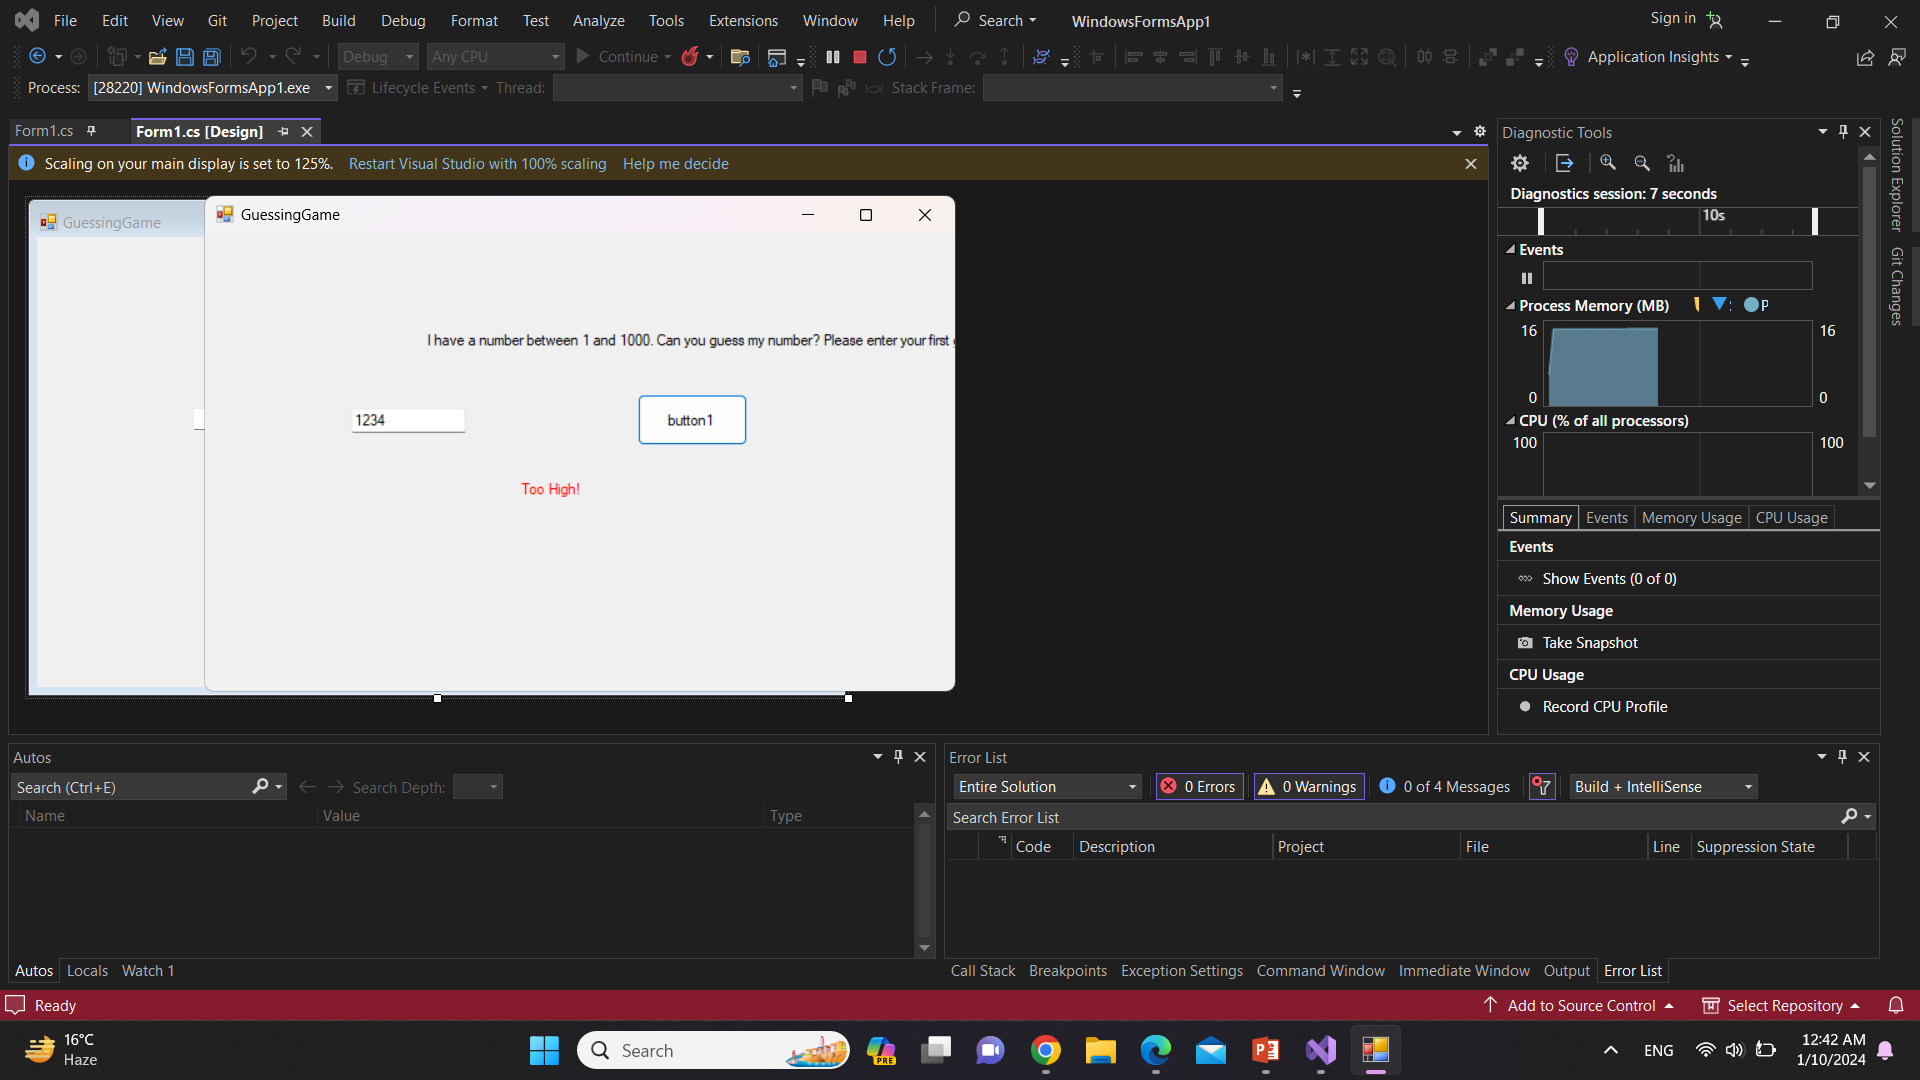 File Edit View Git Project Build Debug Format Test Analyze Tools Extensions Window Help Search WindowsFormsApp1 Sign in
Debug Any CPU Continue Application Insights
Process: [28220] WindowsFormsApp1.exe Lifecycle Events Thread: Stack Frame:
Form1.cs Form1.cs [Design]
Scaling on your main display is set to 125%. Restart Visual Studio with 100% scaling Help me decide
GuessingGame
GuessingGame
I have a number between 1 and 1000. Can you guess my number? Please enter your first
1234
button1
Too High!
Diagnostic Tools
Diagnostics session: 7 seconds
10s
Events
Process Memory (MB) P
16 16
0 0
CPU (% of all processors)
100 100
Summary Events Memory Usage CPU Usage
Events
Show Events (0 of 0)
Memory Usage
Take Snapshot
CPU Usage
Record CPU Profile
Solution Explorer
Git Changes
Autos
Search (Ctrl+E) Search Depth:
Name Value Type
Autos Locals Watch 1
Error List
Entire Solution 0 Errors 0 Warnings 0 of 4 Messages Build + IntelliSense
Search Error List
Code Description Project File Line Suppression State
Call Stack Breakpoints Exception Settings Command Window Immediate Window Output Error List
Ready Add to Source Control Select Repository
16°C
Haze
Search
PRE
ENG
12:42 AM
1/10/2024